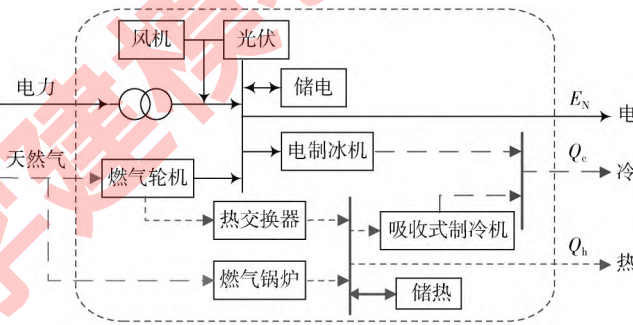 风机
光伏
电力
储电
E_N
电
天然气
电制冰机
Q_c
冷
燃气轮机
热交换器
吸收式制冷机
Q_h
热
燃气锅炉
储热